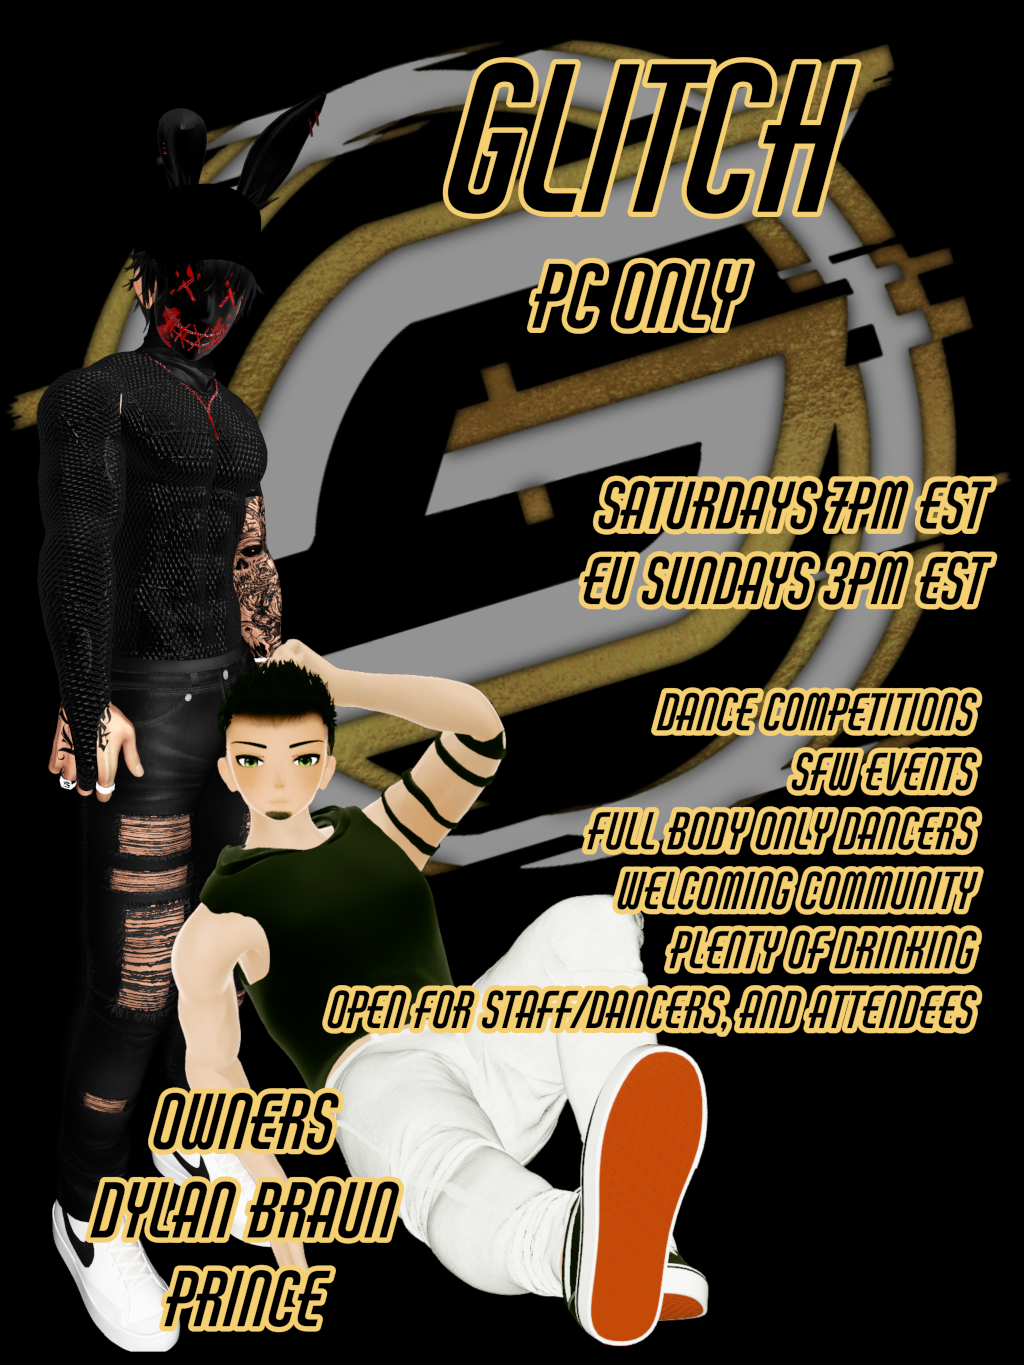 GLITCH
PC ONLY
SATURDAYS 7PM EST
EU SUNDAYS 3PM EST
DANCE COMPETITIONS
SFW EVENTS
FULL BODY ONLY DANCERS
WELCOMING COMMUNITY
PLENTY OF DRINKING
OPEN FOR STAFF/DANCERS, AND ATTENDEES
OWNERS
DYLAN BRAUN
PRINCE